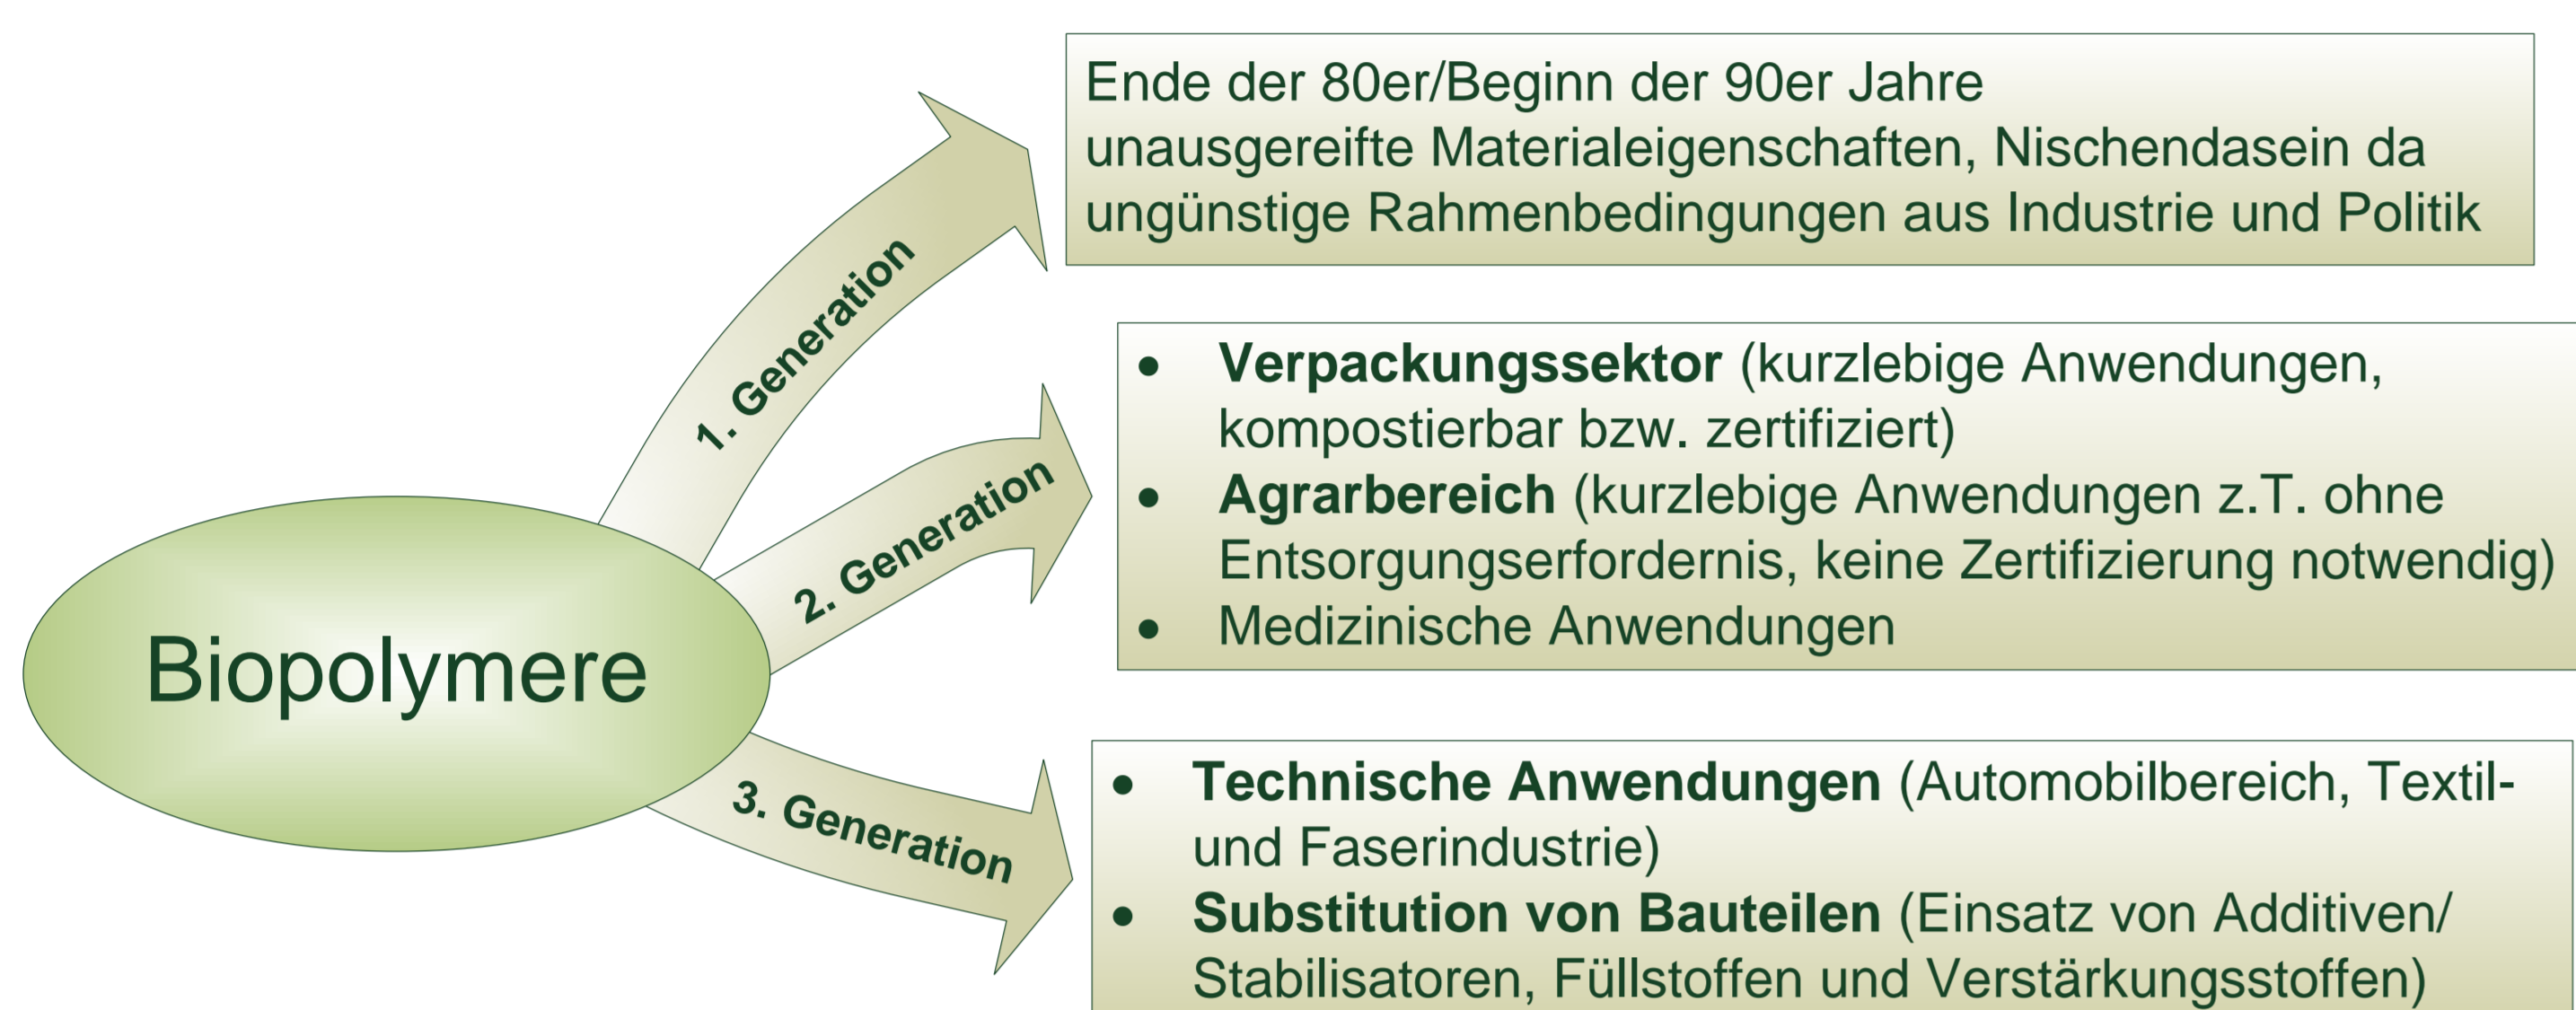 Biopolymere
1. Generation
Ende der 80er/Beginn der 90er Jahre
unausgereifte Materialeigenschaften, Nischendasein da
ungünstige Rahmenbedingungen aus Industrie und Politik
2. Generation
• Verpackungssektor (kurzlebige Anwendungen,
kompostierbar bzw. zertifiziert)
• Agrarbereich (kurzlebige Anwendungen z.T. ohne
Entsorgungserfordernis, keine Zertifizierung notwendig)
• Medizinische Anwendungen
3. Generation
• Technische Anwendungen (Automobilbereich, Textil-
und Faserindustrie)
• Substitution von Bauteilen (Einsatz von Additiven/
Stabilisatoren, Füllstoffen und Verstärkungsstoffen)